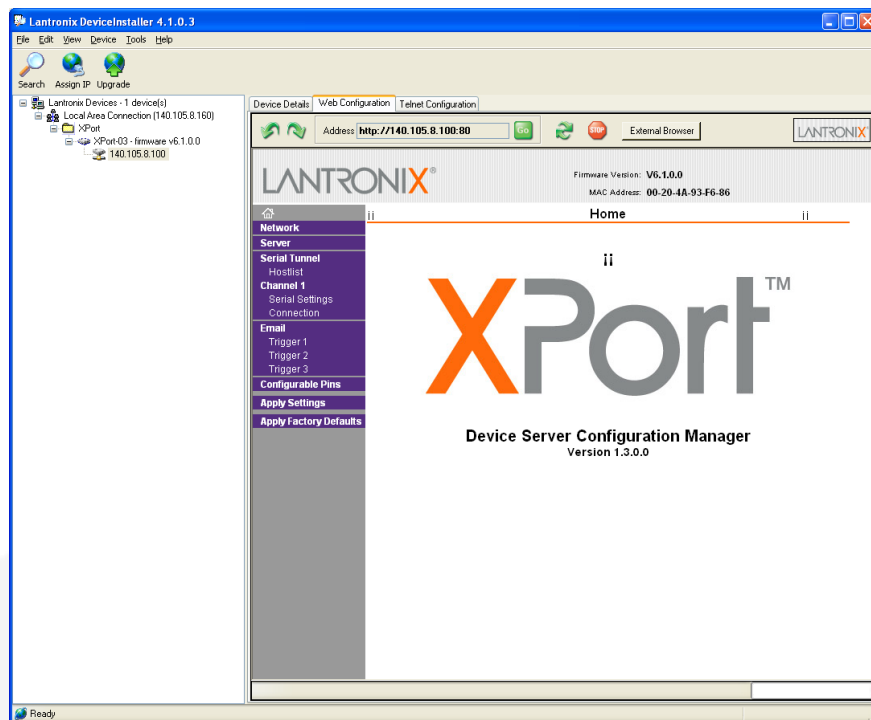 Lantronix DeviceInstaller 4.1.0.3
File Edit View Device Tools Help
Search Assign IP Upgrade
Lantronix Devices - 1 device(s)
Local Area Connection (140.105.8.160)
XPort
XPort-03 - firmware v6.1.0.0
140.105.8.100
Device Details Web Configuration Telnet Configuration
Address http://140.105.8.100:80 Go STOP External Browser LANTRONIX®
LANTRONIX®
Firmware Version: V6.1.0.0
MAC Address: 00-20-4A-93-F6-86
¡¡ Home ¡¡
Network
Server
Serial Tunnel
Hostlist
Channel 1
Serial Settings
Connection
Email
Trigger 1
Trigger 2
Trigger 3
Configurable Pins
Apply Settings
Apply Factory Defaults
¡¡
XPort™
Device Server Configuration Manager
Version 1.3.0.0
Ready